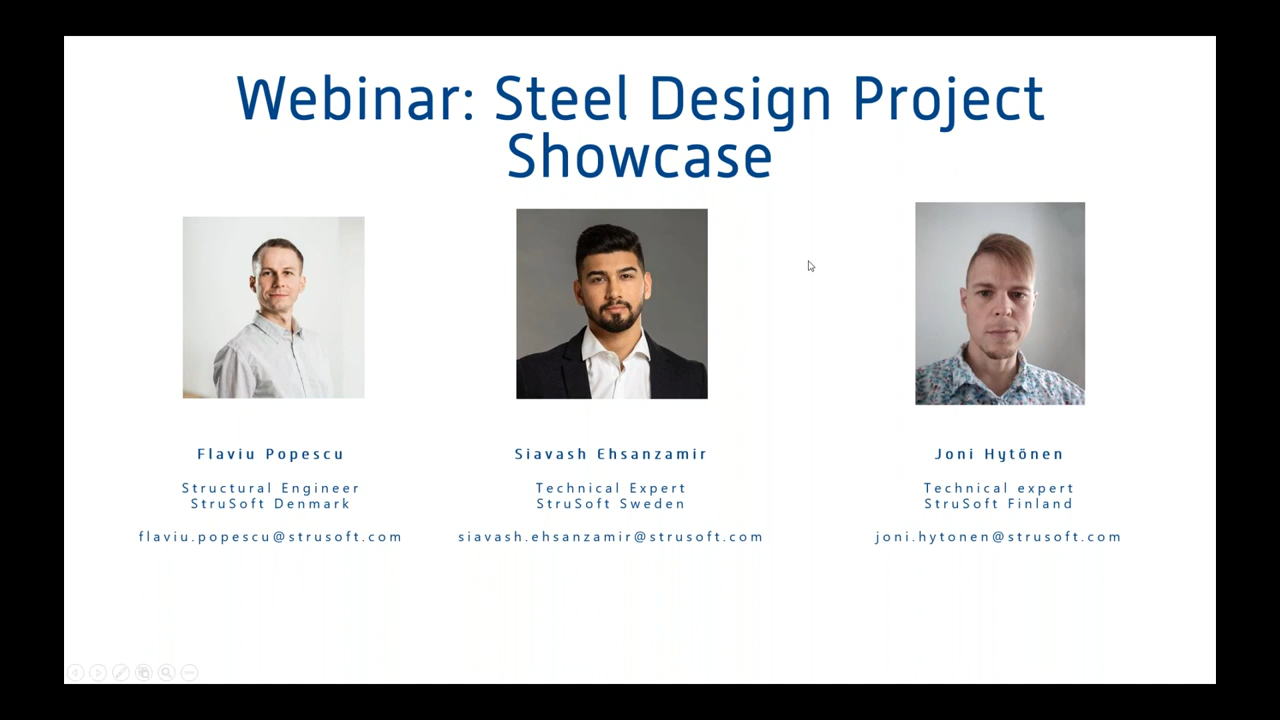 Webinar: Steel Design Project
Showcase
Flaviu Popescu
Structural Engineer
StruSoft Denmark
flaviu.popescu@strusoft.com
Siavash Ehsanzamir
Technical Expert
StruSoft Sweden
siavash.ehsanzamir@strusoft.com
Joni Hytönen
Technical expert
StruSoft Finland
joni.hytonen@strusoft.com